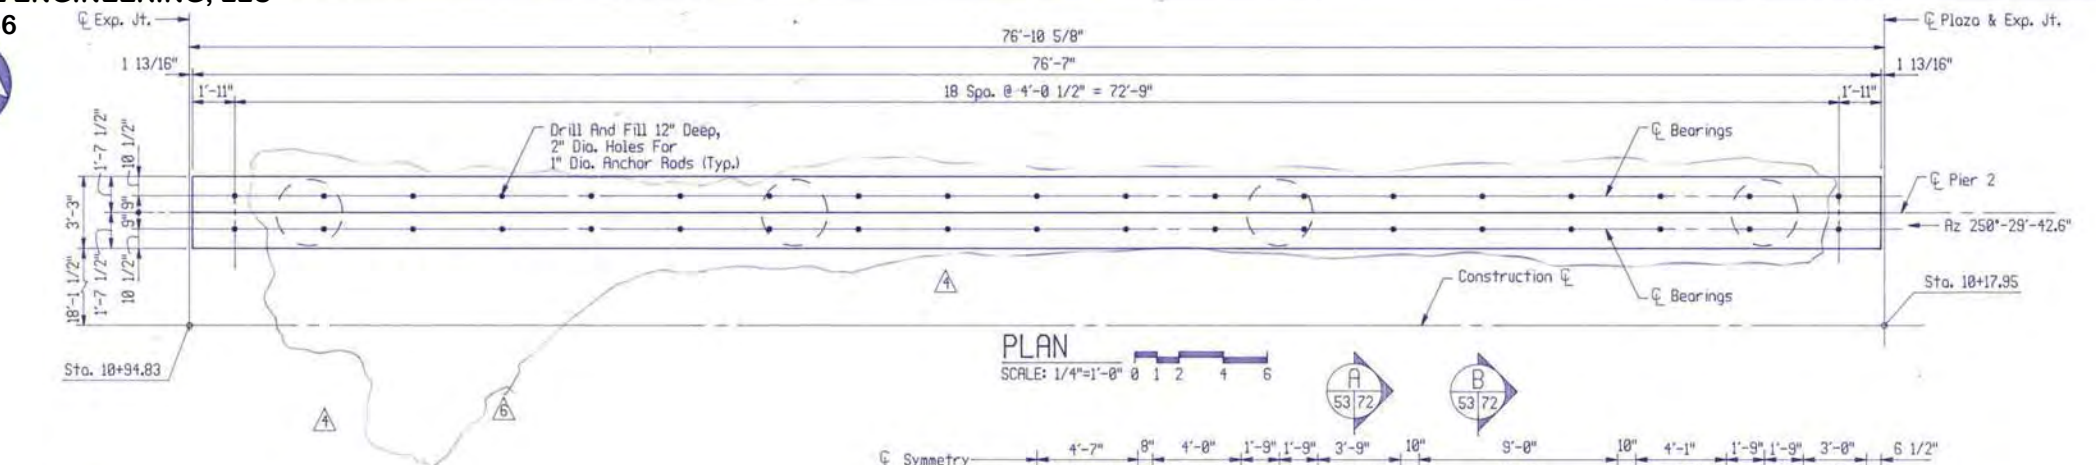 ENGINEERING, LLC
6
℄ Exp. Jt.
℄ Plaza & Exp. Jt.
76'-10 5/8"
1 13/16"
76'-7"
1 13/16"
1'-11"
18 Spa. @ 4'-0 1/2" = 72'-9"
1'-11"
Drill And Fill 12" Deep,
2" Dia. Holes For
1" Dia. Anchor Rods (Typ.)
℄ Bearings
1'-7 1/2"
10 1/2"
℄ Pier 2
3'-3"
9"
9"
Az 250°-29'-42.6"
18'-1 1/2"
1'-7 1/2"
10 1/2"
4
Construction ℄
℄ Bearings
Sta. 10+17.95
Sta. 10+94.83
PLAN
SCALE: 1/4"=1'-0" 0 1 2 4 6
A
53 72
B
53 72
4
6
℄ Symmetry
4'-7" 8" 4'-0" 1'-9" 1'-9" 3'-9" 10" 9'-0" 10" 4'-1" 1'-9" 1'-9" 3'-0" 6 1/2"